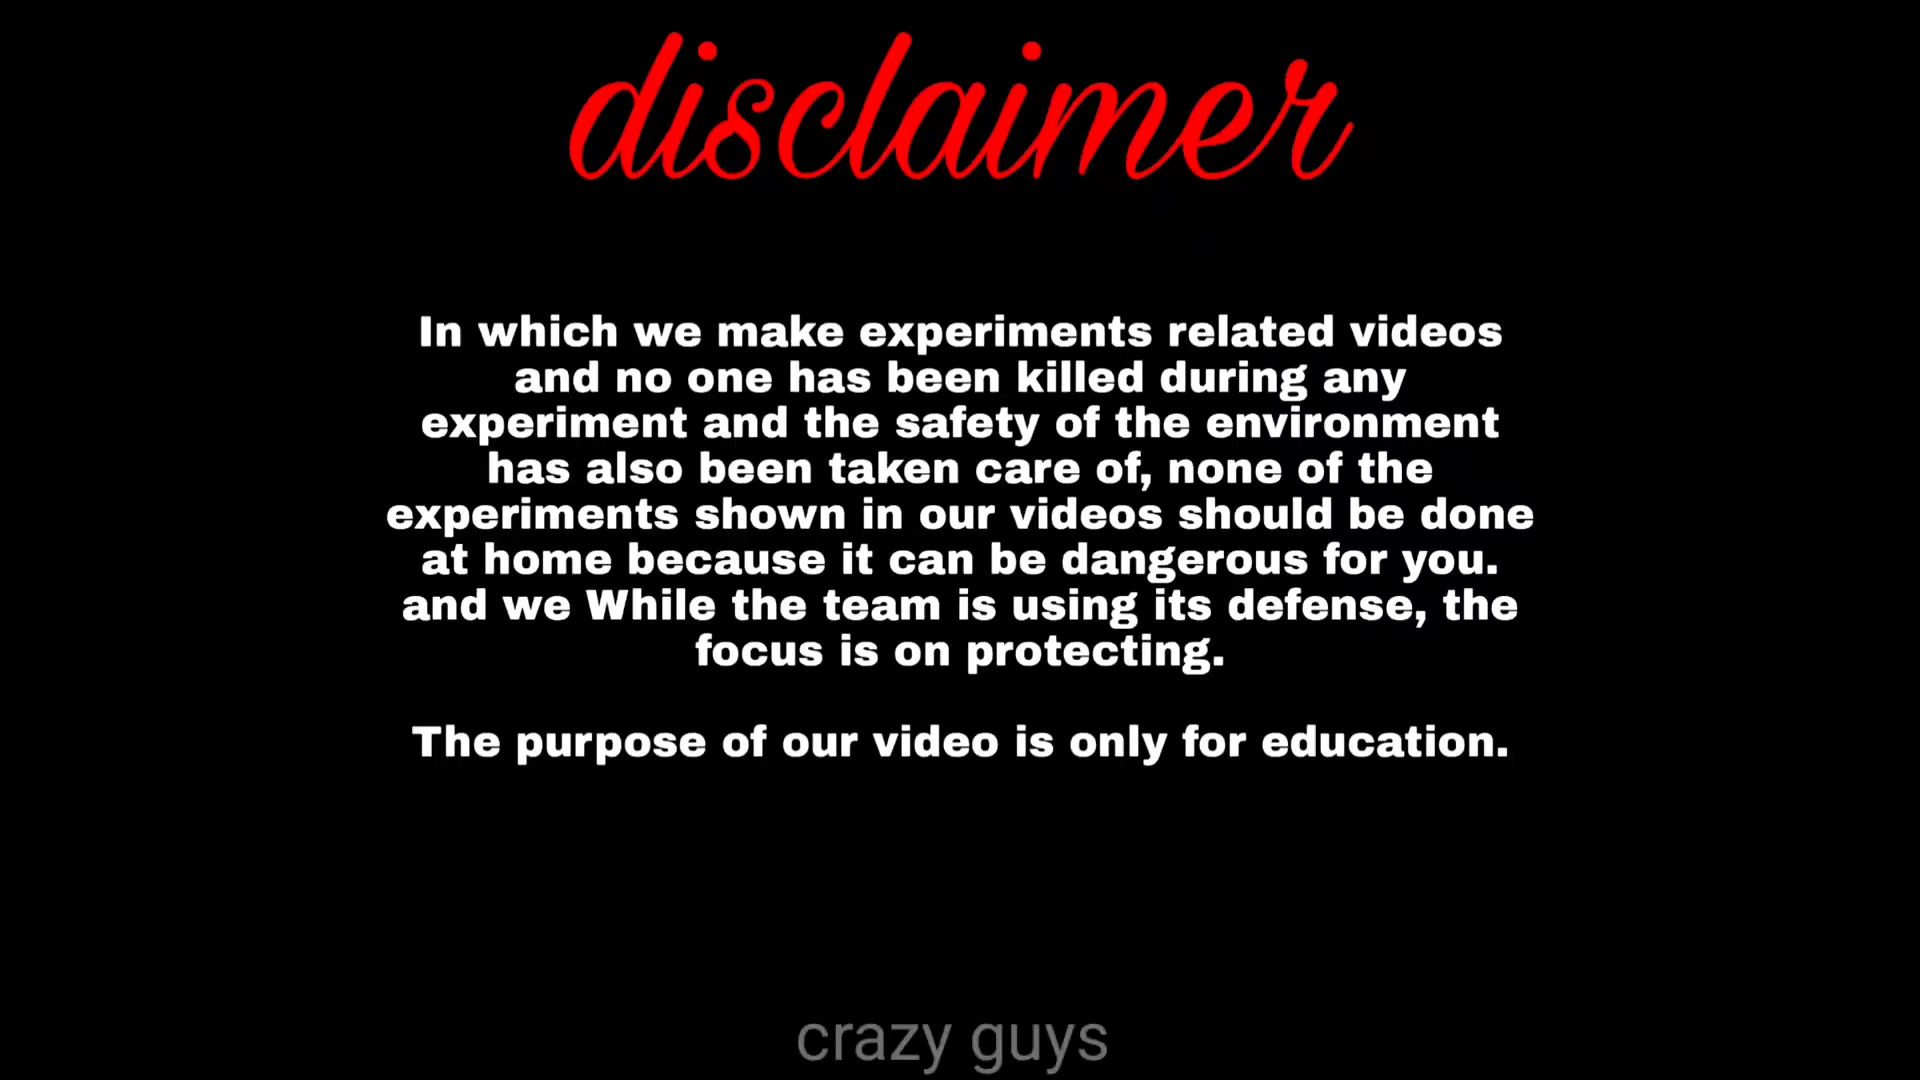 disclaimer
In which we make experiments related videos
and no one has been killed during any
experiment and the safety of the environment
has also been taken care of, none of the
experiments shown in our videos should be done
at home because it can be dangerous for you.
and we While the team is using its defense, the
focus is on protecting.
The purpose of our video is only for education.
crazy guys